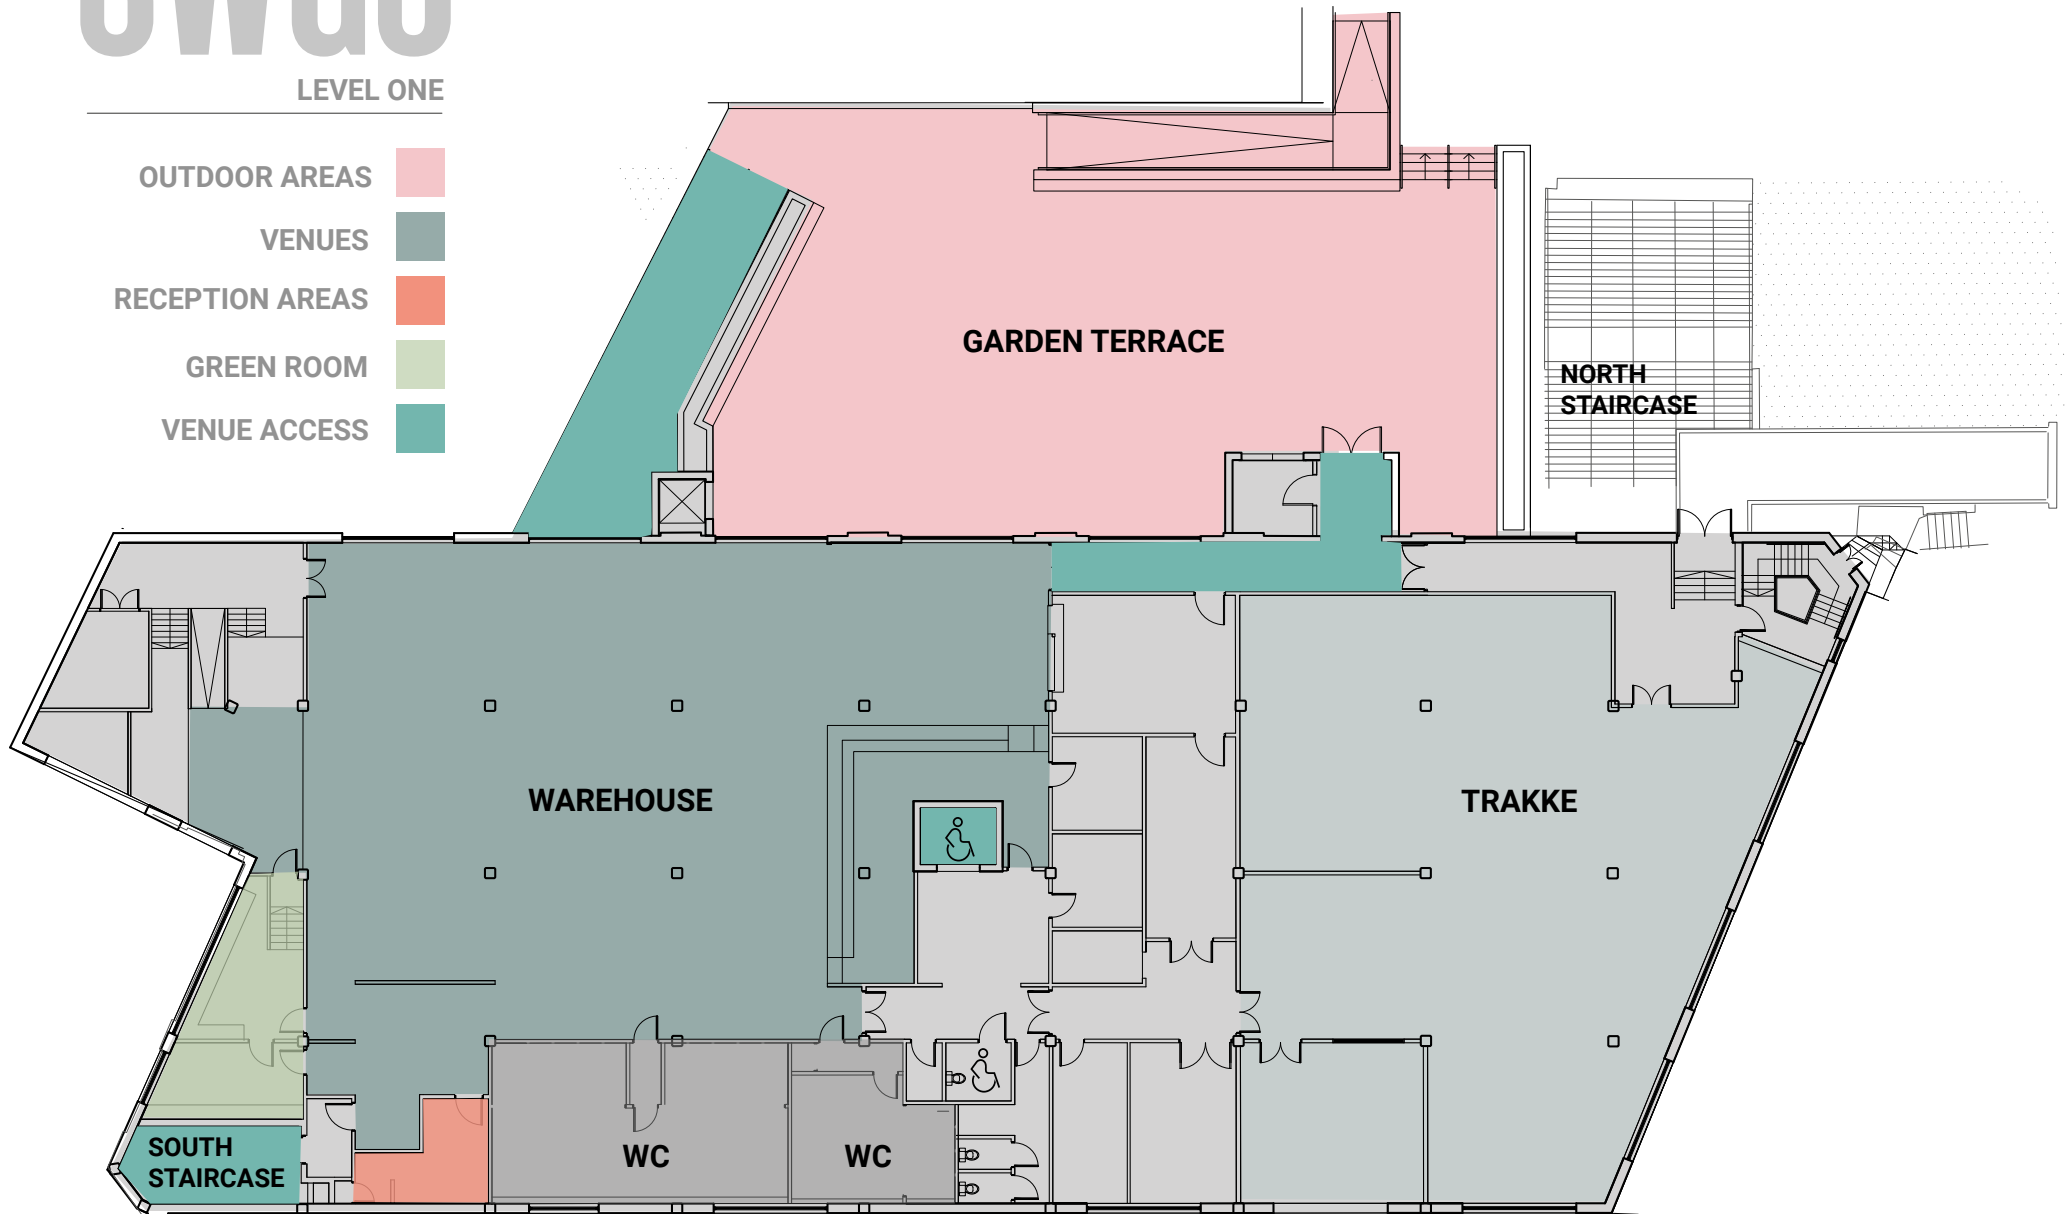 LEVEL ONE
OUTDOOR AREAS
VENUES
RECEPTION AREAS
GREEN ROOM
VENUE ACCESS
GARDEN TERRACE
NORTH
STAIRCASE
WAREHOUSE
TRAKKE
SOUTH
STAIRCASE
WC
WC